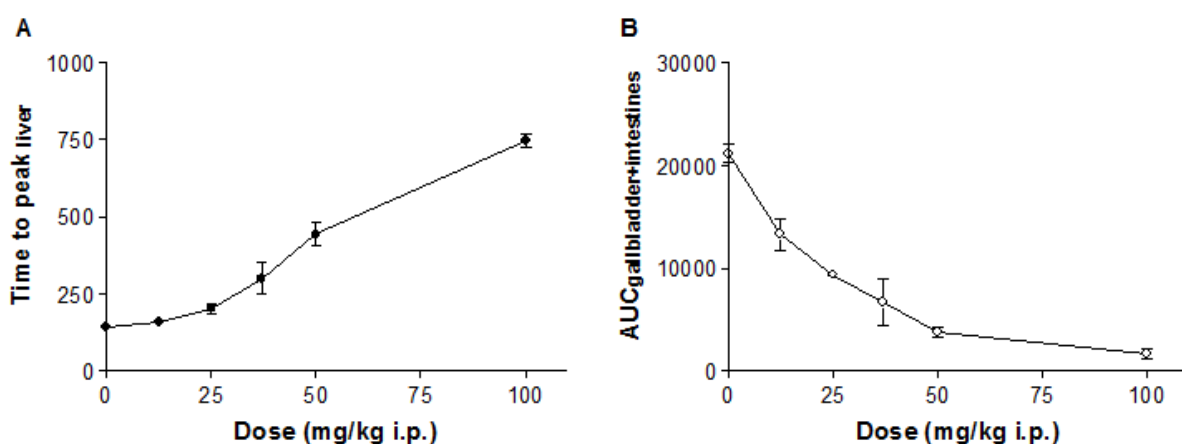 A
1000
750
500
250
0
Time to peak liver
0 25 50 75 100
Dose (mg/kg i.p.)
B
30000
20000
10000
0
AUCgallbladder+intestines
0 25 50 75 100
Dose (mg/kg i.p.)